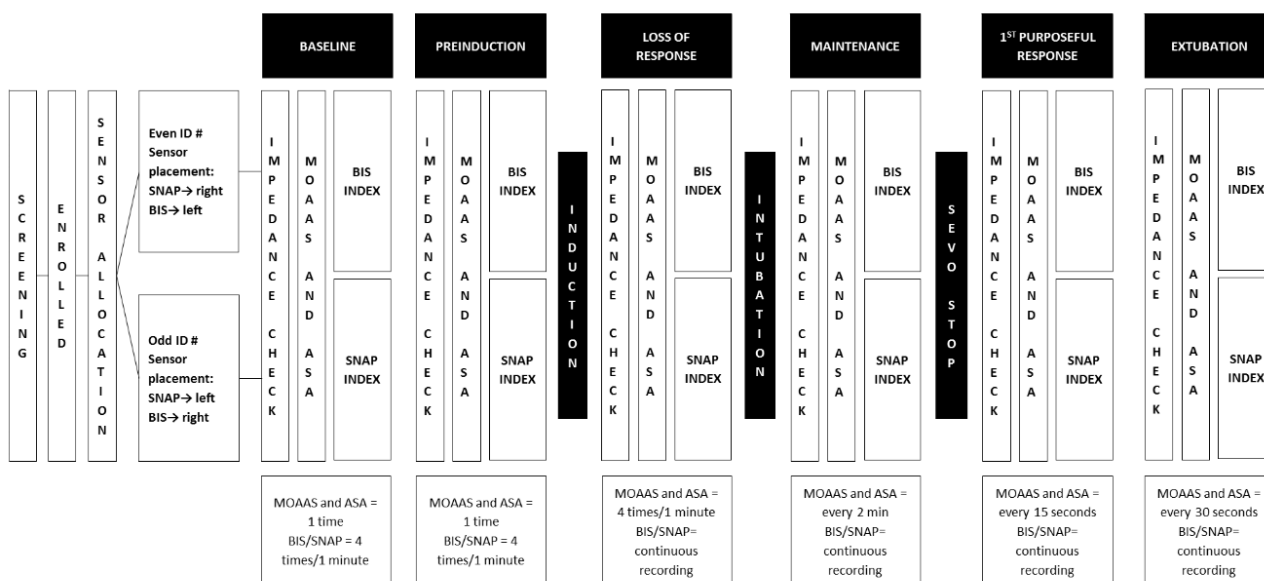 BASELINE
PREINDUCTION
LOSS OF
RESPONSE
MAINTENANCE
1ST PURPOSEFUL
RESPONSE
EXTUBATION
SCREENING
ENROLLED
SENSOR ALLOCATION
Even ID #
Sensor
placement:
SNAP→ right
BIS→ left
Odd ID #
Sensor
placement:
SNAP→ left
BIS→ right
IMPEDANCE CHECK
MOAAS AND ASA
BIS
INDEX
SNAP
INDEX
IMPEDANCE CHECK
MOAAS AND ASA
BIS
INDEX
SNAP
INDEX
INDUCTION
IMPEDANCE CHECK
MOAAS AND ASA
BIS
INDEX
SNAP
INDEX
INTUBATION
IMPEDANCE CHECK
MOAAS AND ASA
BIS
INDEX
SNAP
INDEX
SEVO STOP
IMPEDANCE CHECK
MOAAS AND ASA
BIS
INDEX
SNAP
INDEX
IMPEDANCE CHECK
MOAAS AND ASA
BIS
INDEX
SNAP
INDEX
MOAAS and ASA =
1 time
BIS/SNAP = 4
times/1 minute
MOAAS and ASA =
1 time
BIS/SNAP = 4
times/1 minute
MOAAS and ASA =
4 times/1 minute
BIS/SNAP=
continuous
recording
MOAAS and ASA =
every 2 min
BIS/SNAP=
continuous
recording
MOAAS and ASA =
every 15 seconds
BIS/SNAP=
continuous
recording
MOAAS and ASA =
every 30 seconds
BIS/SNAP=
continuous
recording